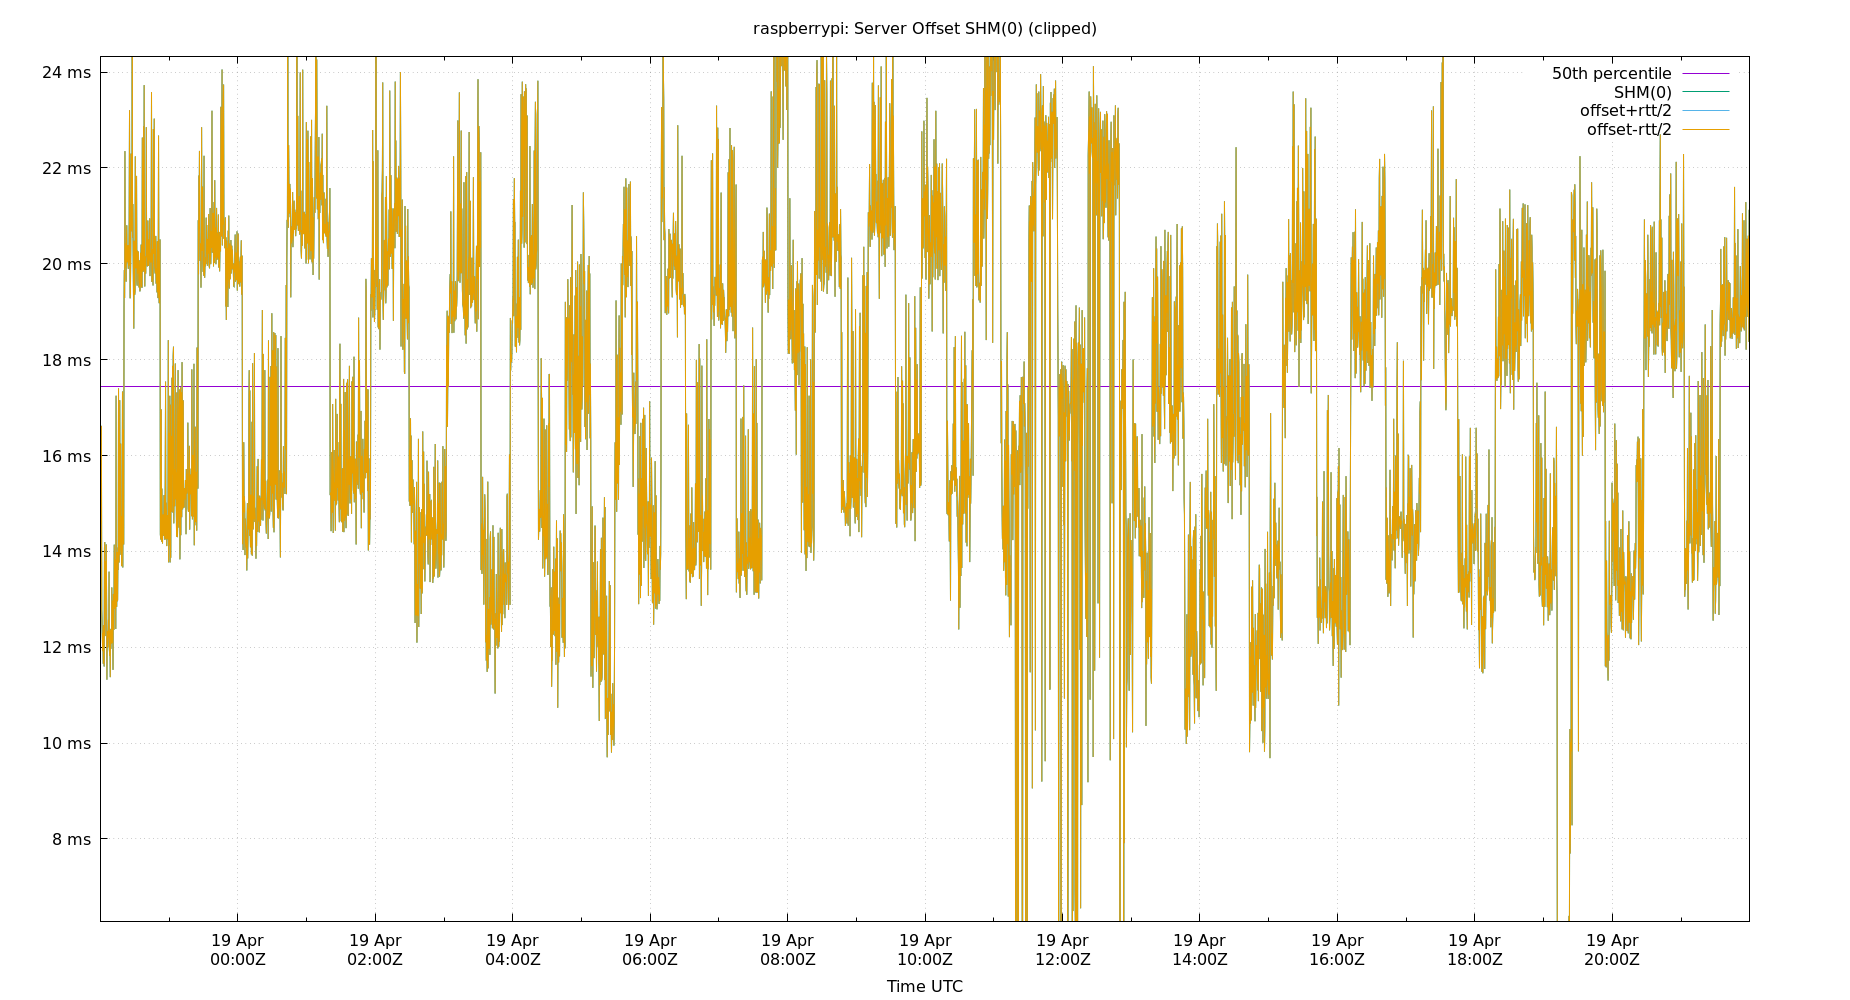 raspberrypi: Server Offset SHM(0) (clipped)
24 ms
22 ms
20 ms
18 ms
16 ms
14 ms
12 ms
10 ms
8 ms
50th percentile
SHM(0)
offset+rtt/2
offset-rtt/2
19 Apr 19 Apr 19 Apr 19 Apr 19 Apr 19 Apr 19 Apr 19 Apr 19 Apr 19 Apr 19 Apr
00:00Z 02:00Z 04:00Z 06:00Z 08:00Z 10:00Z 12:00Z 14:00Z 16:00Z 18:00Z 20:00Z
Time UTC